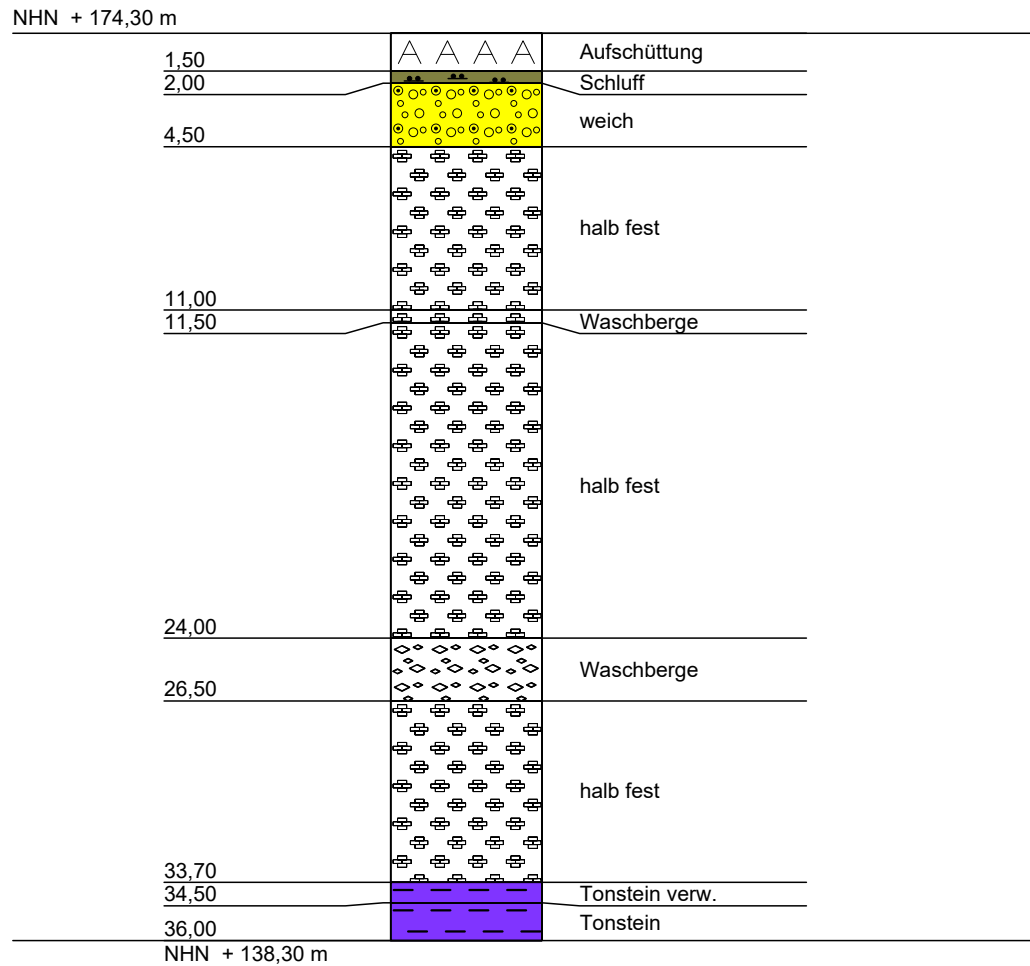 NHN + 174,30 m
Aufschüttung
1,50
Schluff
2,00
weich
4,50
halb fest
11,00
Waschberge
11,50
halb fest
24,00
Waschberge
26,50
halb fest
33,70
Tonstein verw.
34,50
Tonstein
36,00
NHN + 138,30 m